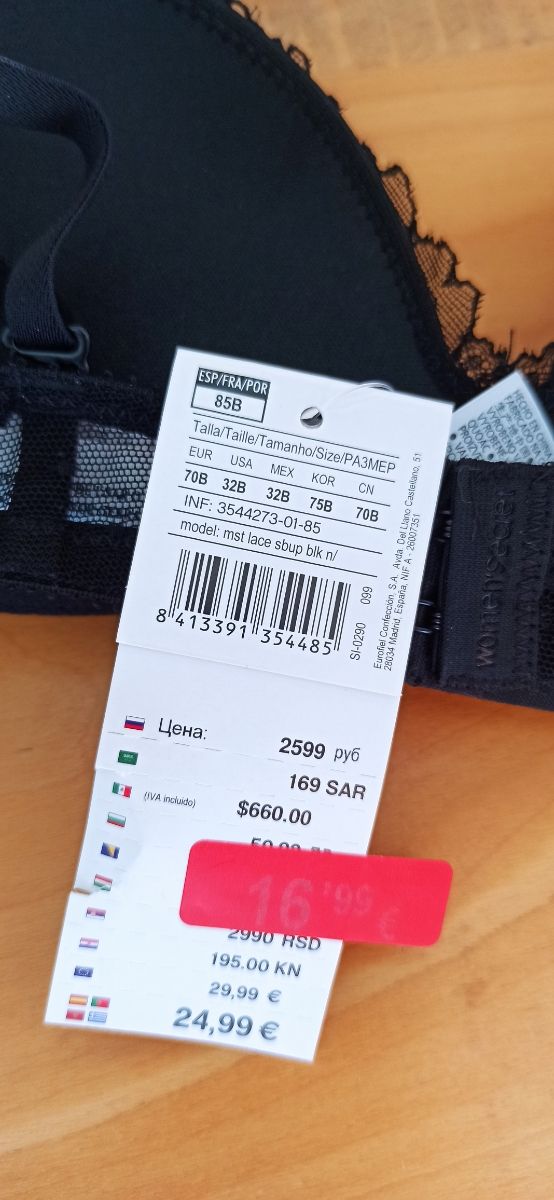 ESP/FRA/POR
85B
Talla/Taille/Tamanho/Size/РАЗМЕР
EUR USA MEX KOR CN
70B 32B 32B 75B 70B
INF: 3544273-01-85
model: mst lace sbup blk n/
8 413391 354485
SI-0290 099
Eurofiel Confección, S.A. Avda. Del Llano Castellano, 51
28034 Madrid, España, NIF A - 26007351
Цена: 2599 руб
169 SAR
(IVA incluido) $660.00
16'99 €
2990 RSD
195.00 KN
29,99 €
24,99 €
women'secret